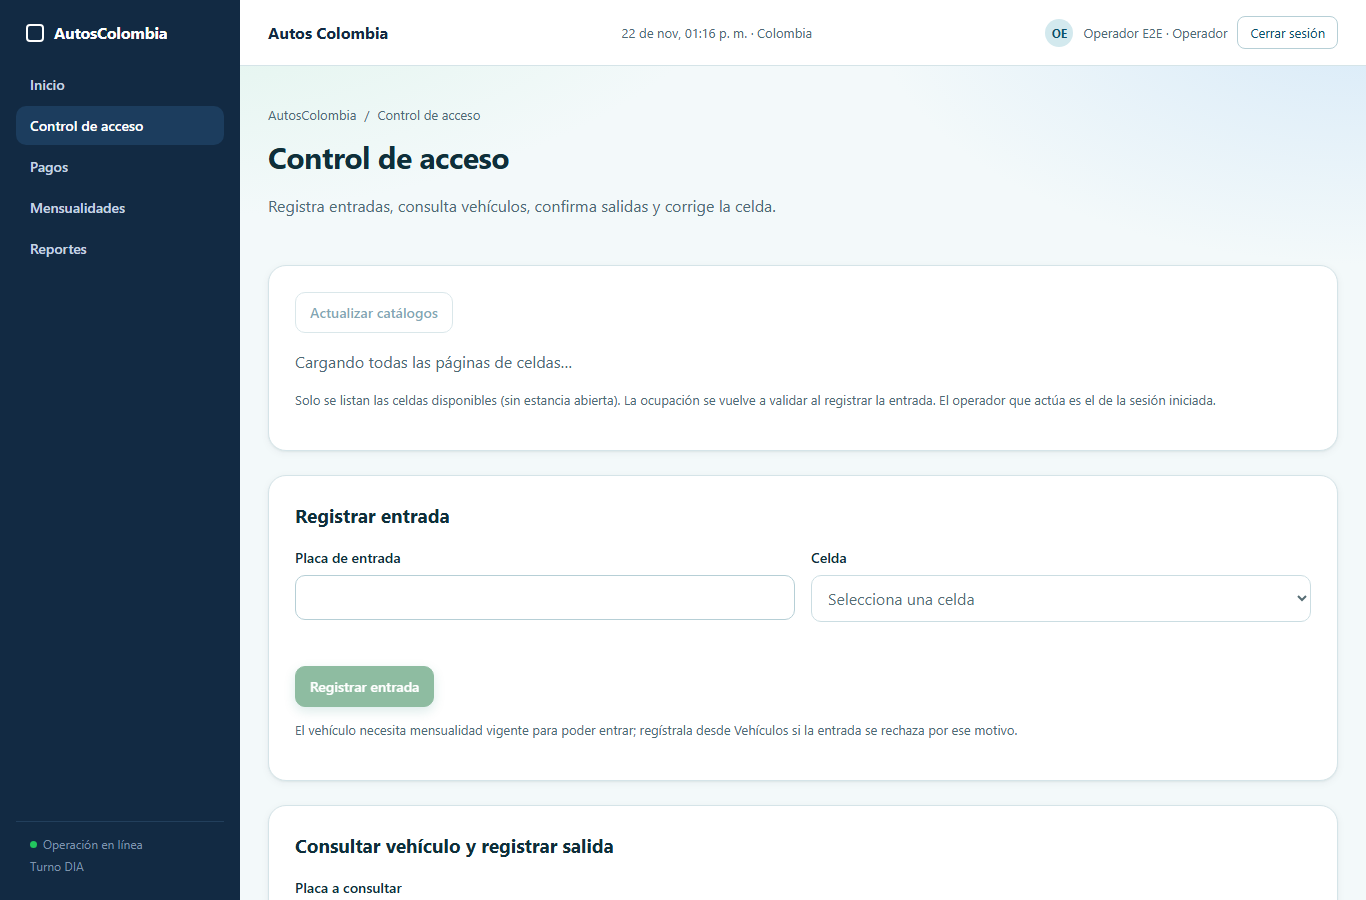 AutosColombia
Inicio
Control de acceso
Pagos
Mensualidades
Reportes
Operación en línea
Turno DIA
Autos Colombia
22 de nov, 01:16 p. m. · Colombia
OE
Operador E2E · Operador
Cerrar sesión
AutosColombia / Control de acceso
Control de acceso
Registra entradas, consulta vehículos, confirma salidas y corrige la celda.
Actualizar catálogos
Cargando todas las páginas de celdas...
Solo se listan las celdas disponibles (sin estancia abierta). La ocupación se vuelve a validar al registrar la entrada. El operador que actúa es el de la sesión iniciada.
Registrar entrada
Placa de entrada
Celda
Selecciona una celda
Registrar entrada
El vehículo necesita mensualidad vigente para poder entrar; regístrala desde Vehículos si la entrada se rechaza por ese motivo.
Consultar vehículo y registrar salida
Placa a consultar